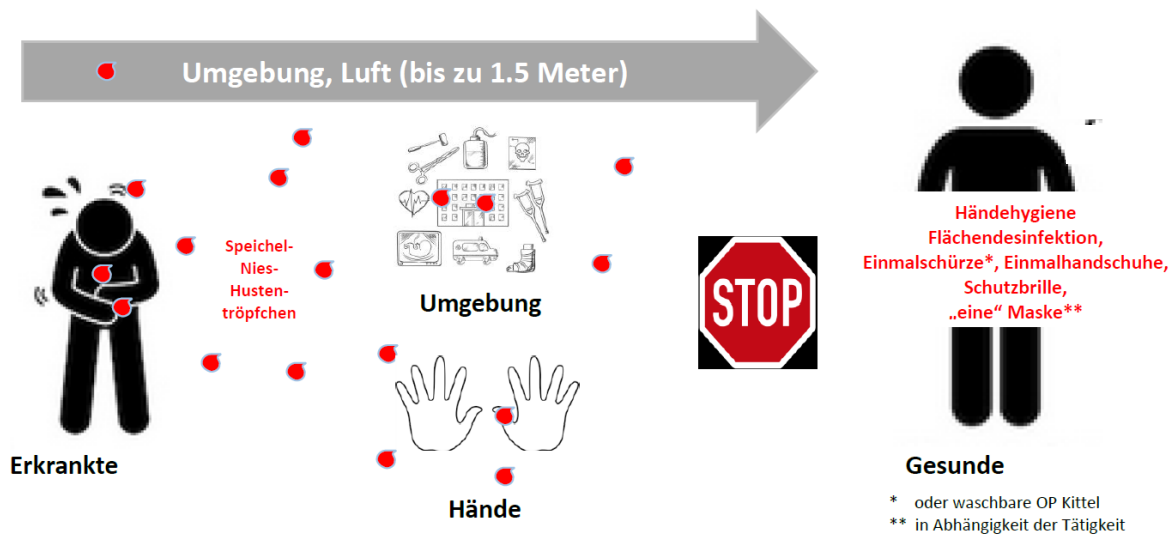 Umgebung, Luft (bis zu 1.5 Meter)
Speichel-
Nies-
Husten-
tröpfchen
Umgebung
STOP
Händehygiene
Flächendesinfektion,
Einmalschürze*, Einmalhandschuhe,
Schutzbrille,
„eine“ Maske**
Erkrankte
Hände
Gesunde
* oder waschbare OP Kittel
** in Abhängigkeit der Tätigkeit